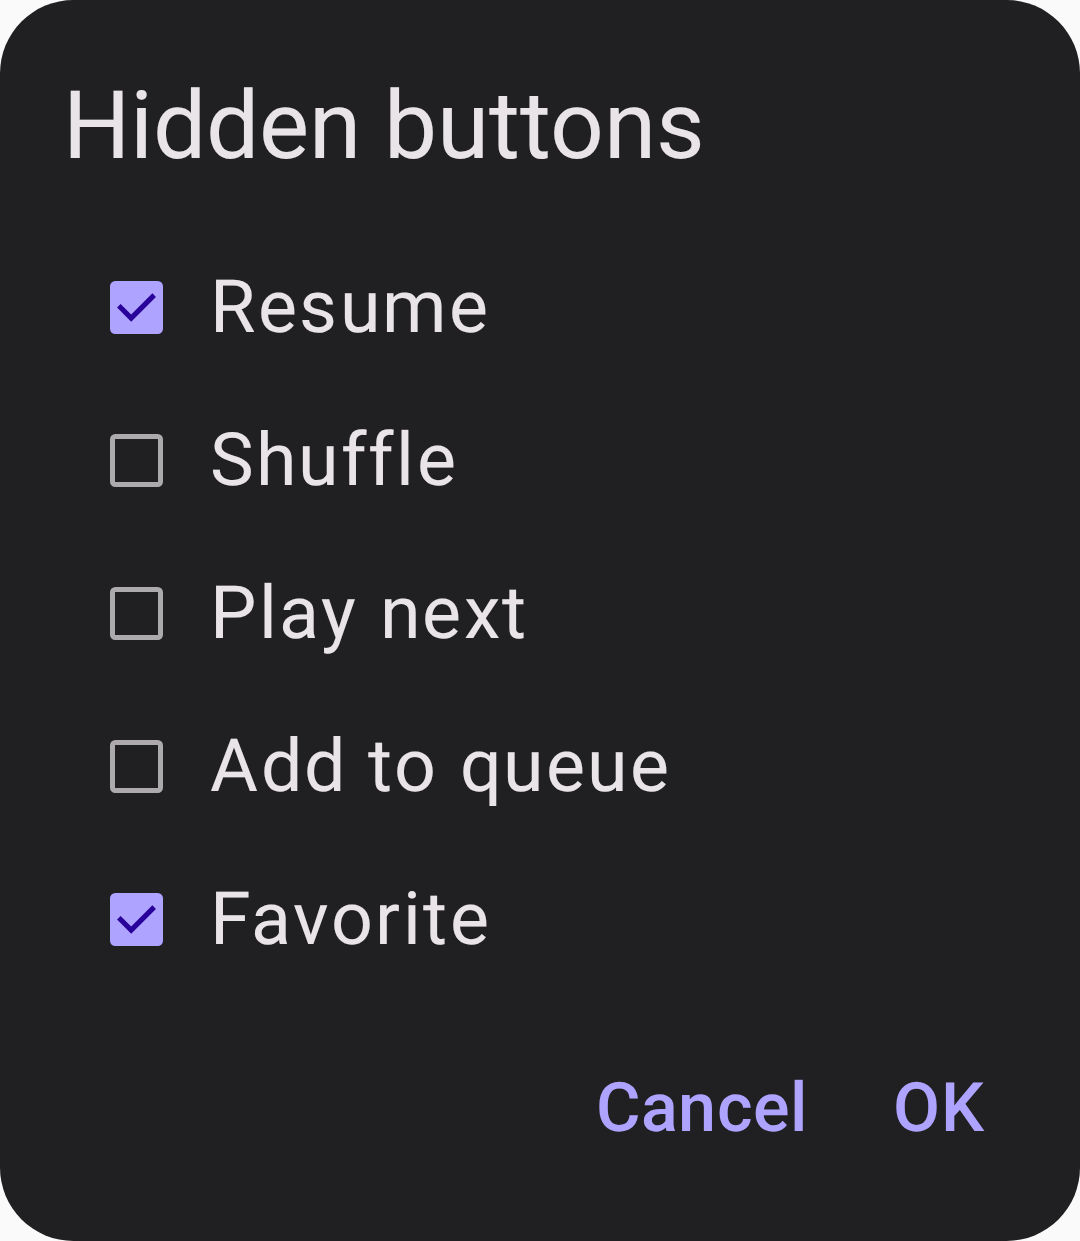 Hidden buttons
Resume
Shuffle
Play next
Add to queue
Favorite
Cancel OK